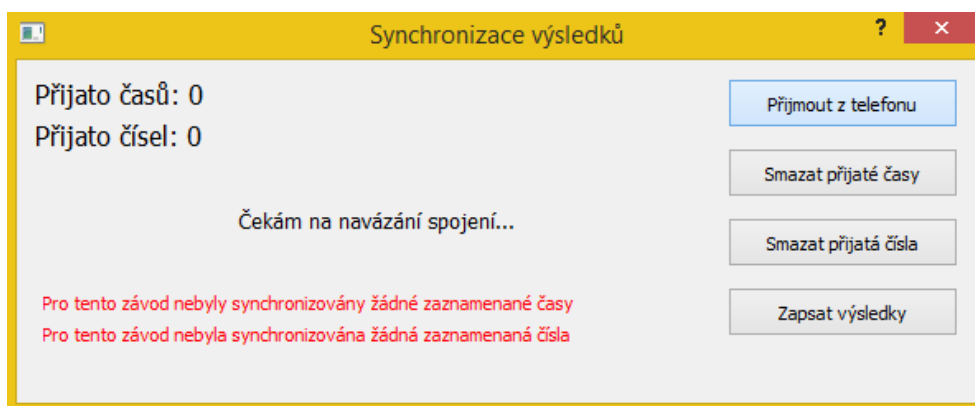 Synchronizace výsledků
?
Přijato časů: 0
Přijato čísel: 0
Čekám na navázání spojení...
Pro tento závod nebyly synchronizovány žádné zaznamenané časy
Pro tento závod nebyla synchronizována žádná zaznamenaná čísla
Přijmout z telefonu
Smazat přijaté časy
Smazat přijatá čísla
Zapsat výsledky